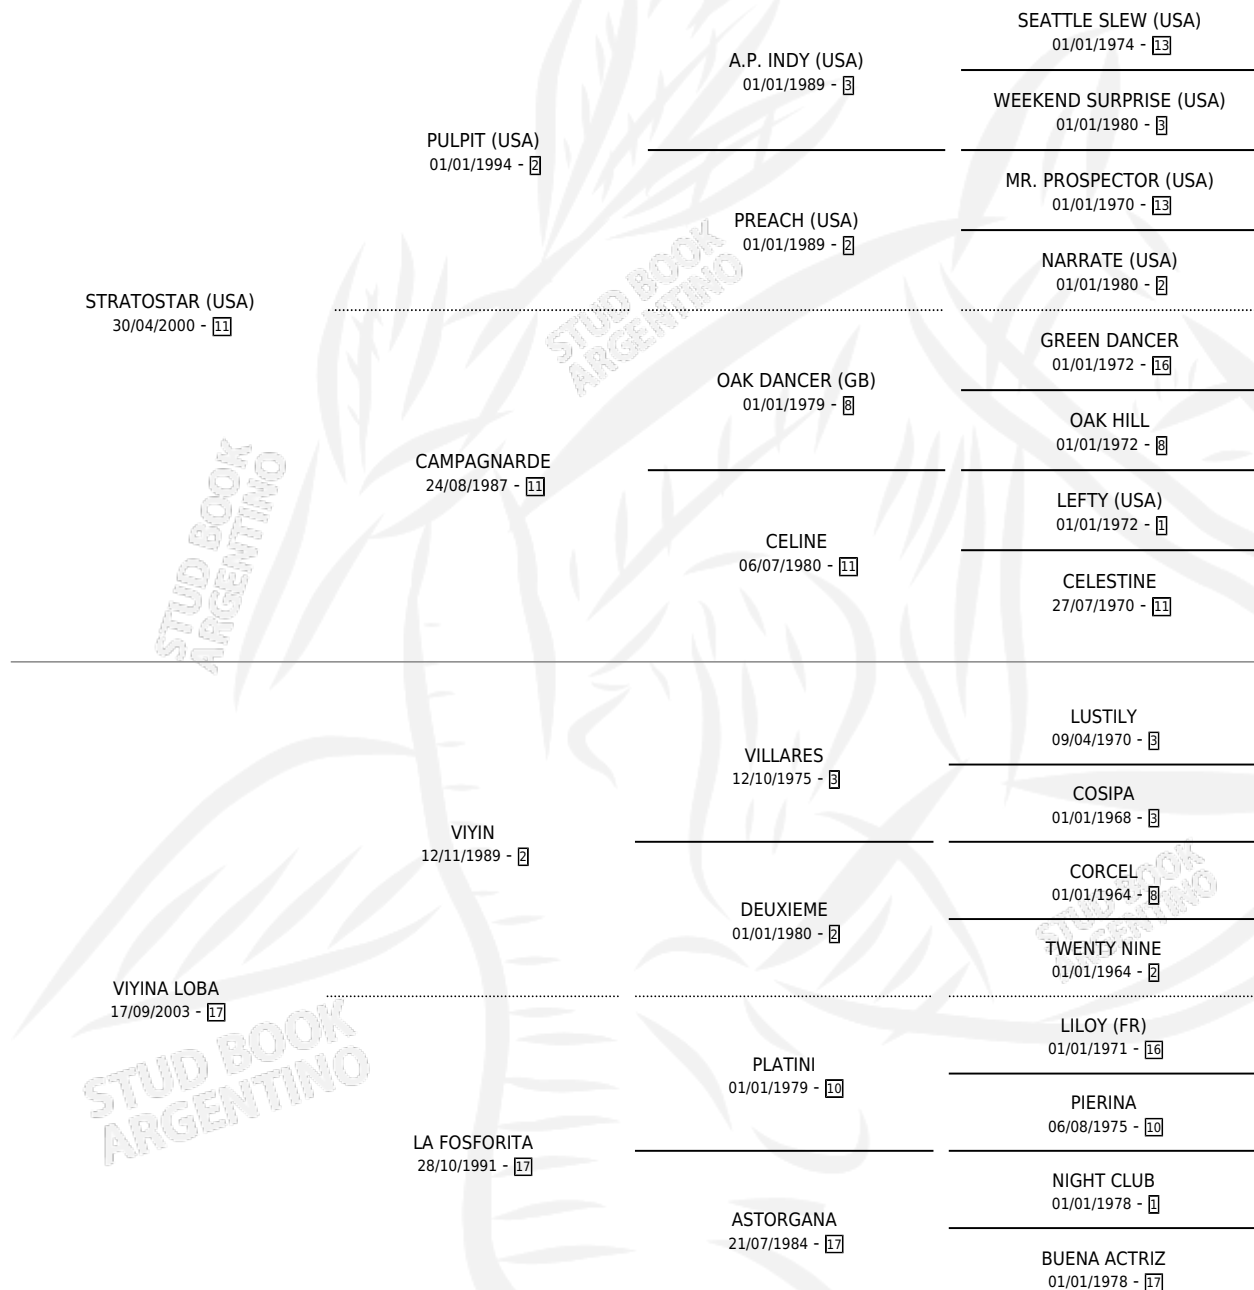 SEATTLE SLEW (USA)
01/01/1974 - 13
A.P. INDY (USA)
01/01/1989 - 3
WEEKEND SURPRISE (USA)
01/01/1980 - 3
PULPIT (USA)
01/01/1994 - 2
MR. PROSPECTOR (USA)
01/01/1970 - 13
PREACH (USA)
01/01/1989 - 2
NARRATE (USA)
01/01/1980 - 2
STRATOSTAR (USA)
30/04/2000 - 11
STUD BOOK
ARGENTINO
GREEN DANCER
01/01/1972 - 16
OAK DANCER (GB)
01/01/1979 - 8
OAK HILL
01/01/1972 - 8
CAMPAGNARDE
24/08/1987 - 11
LEFTY (USA)
01/01/1972 - 1
CELINE
06/07/1980 - 11
CELESTINE
27/07/1970 - 11
STUD BOOK
ARGENTINO
LUSTILY
09/04/1970 - 3
VILLARES
12/10/1975 - 3
COSIPA
01/01/1968 - 3
VIYIN
12/11/1989 - 2
CORCEL
01/01/1964 - 8
STUD BOOK
ARGENTINO
DEUXIEME
01/01/1980 - 2
TWENTY NINE
01/01/1964 - 2
VIYINA LOBA
17/09/2003 - 17
STUD BOOK
ARGENTINO
LILOY (FR)
01/01/1971 - 16
PLATINI
01/01/1979 - 10
PIERINA
06/08/1975 - 10
LA FOSFORITA
28/10/1991 - 17
NIGHT CLUB
01/01/1978 - 1
ASTORGANA
21/07/1984 - 17
BUENA ACTRIZ
01/01/1978 - 17